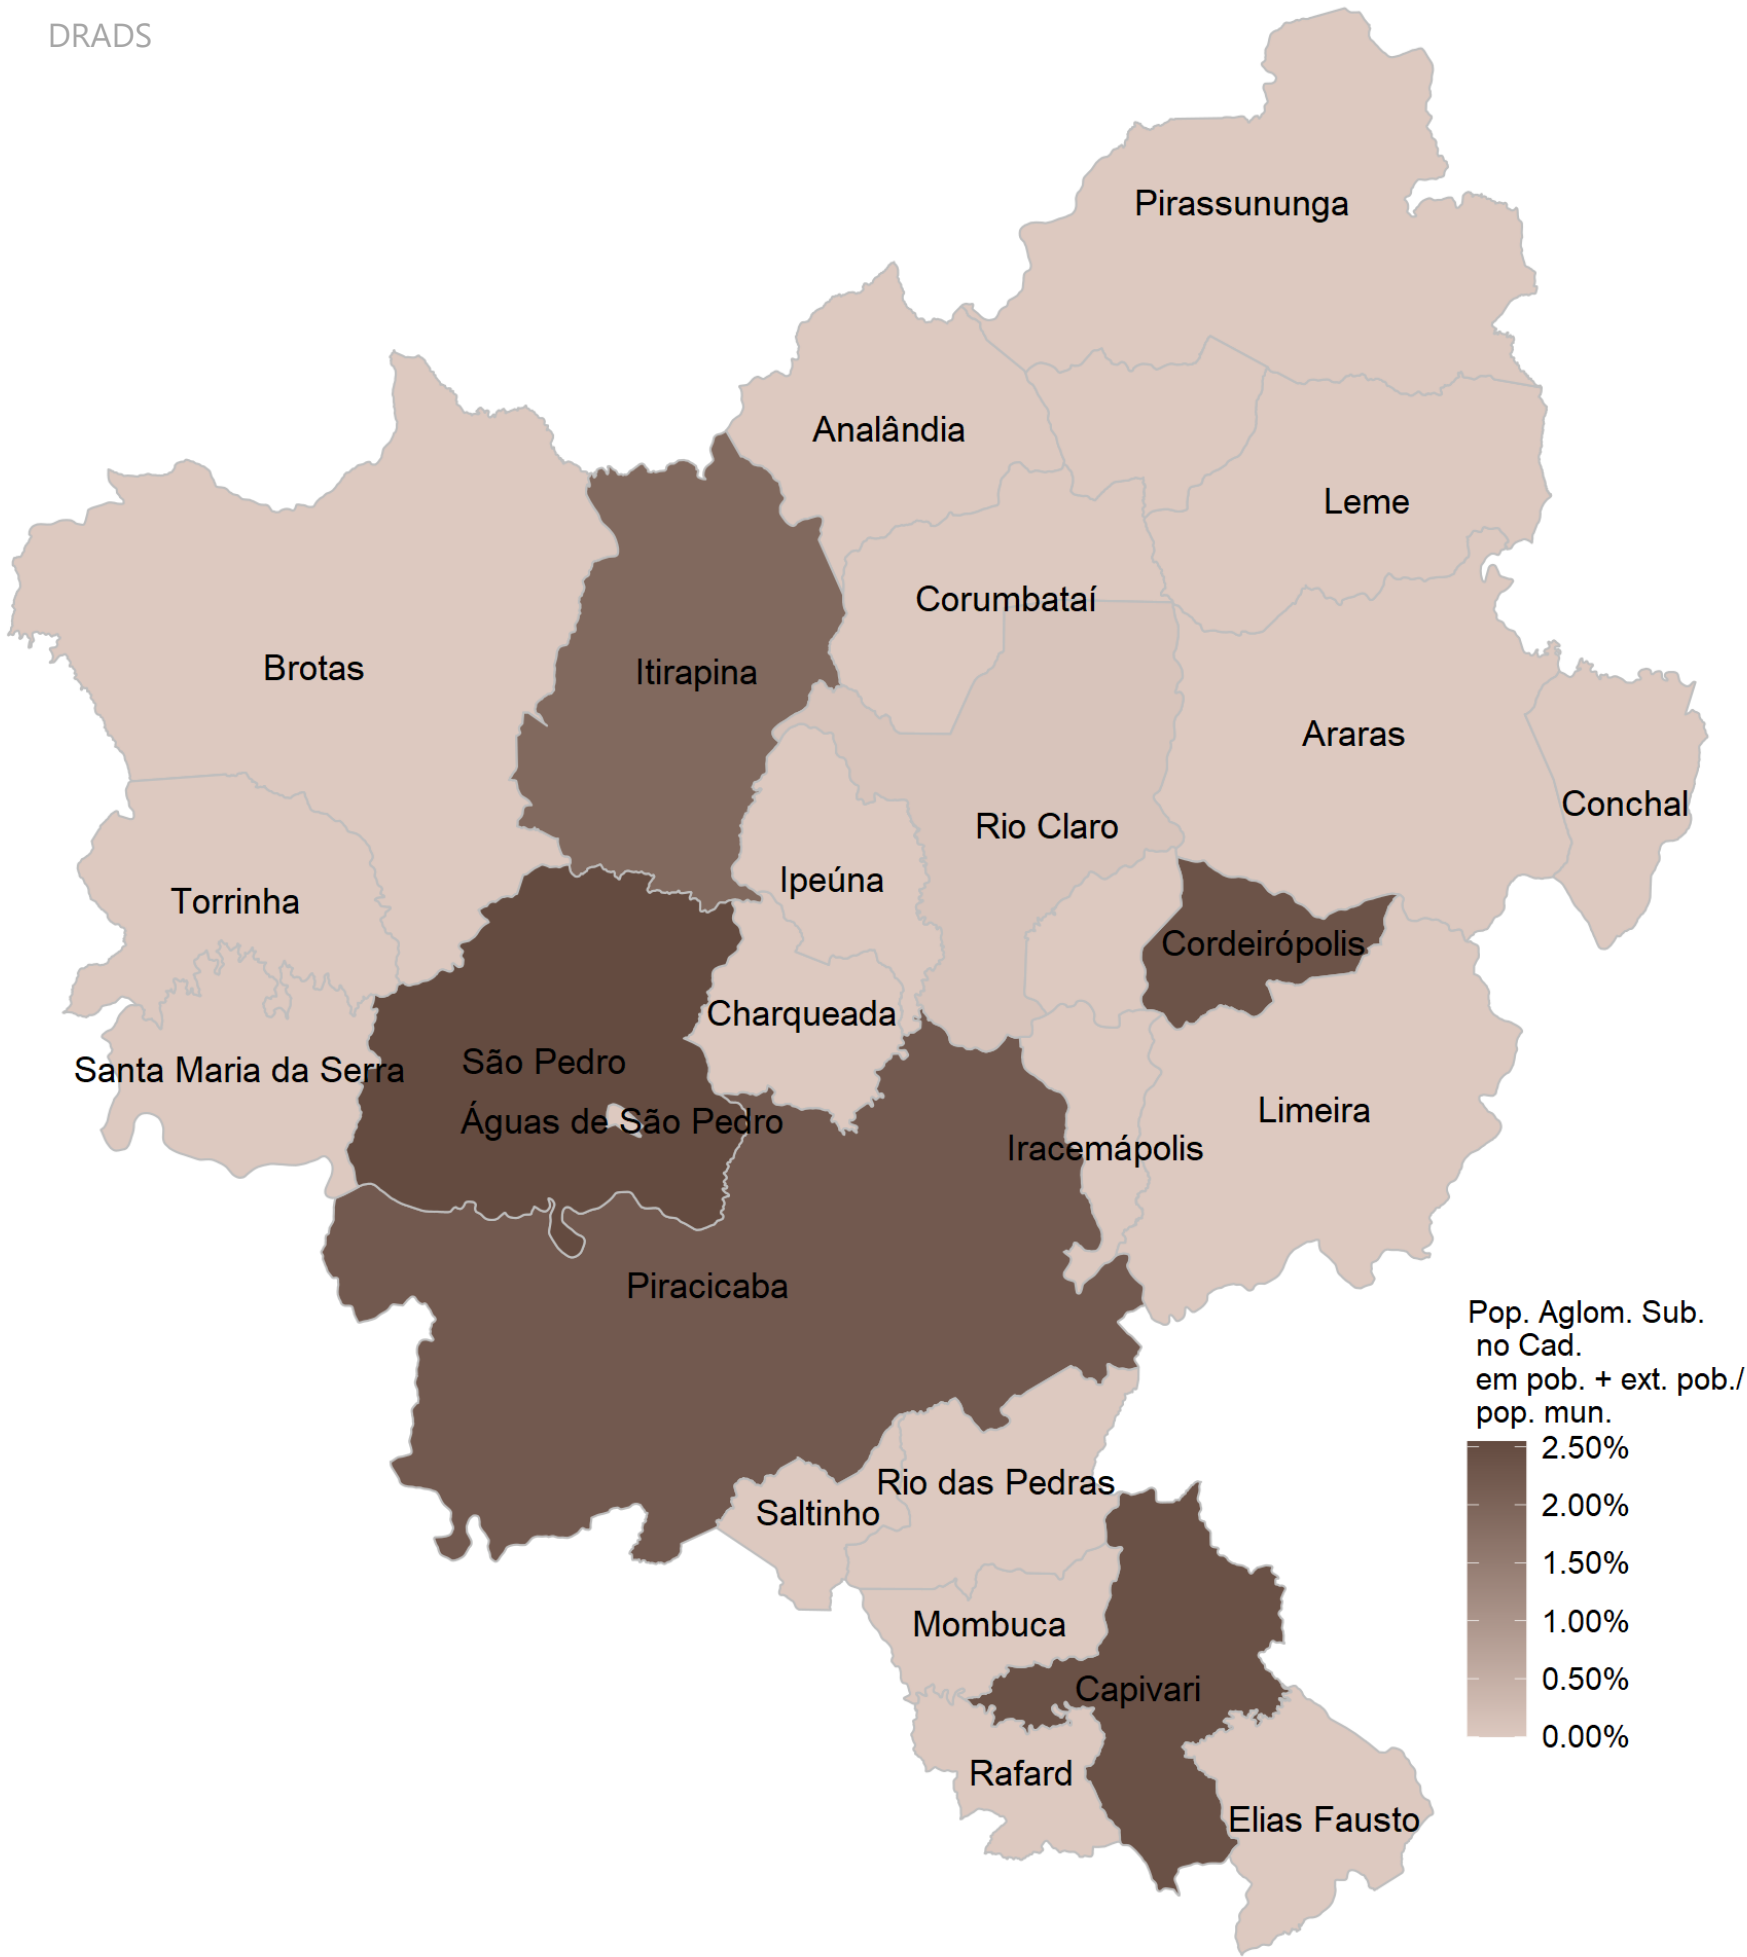 DRADS
Pirassununga
Analândia
Leme
Corumbataí
Brotas
Itirapina
Araras
Conchal
Rio Claro
Ipeúna
Torrinha
Cordeirópolis
Charqueada
São Pedro
Santa Maria da Serra
Limeira
Águas de São Pedro
Iracemápolis
Piracicaba
Pop. Aglom. Sub.
no Cad.
em pob. + ext. pob./
pop. mun.
2.50%
2.00%
1.50%
1.00%
0.50%
0.00%
Rio das Pedras
Saltinho
Mombuca
Capivari
Rafard
Elias Fausto